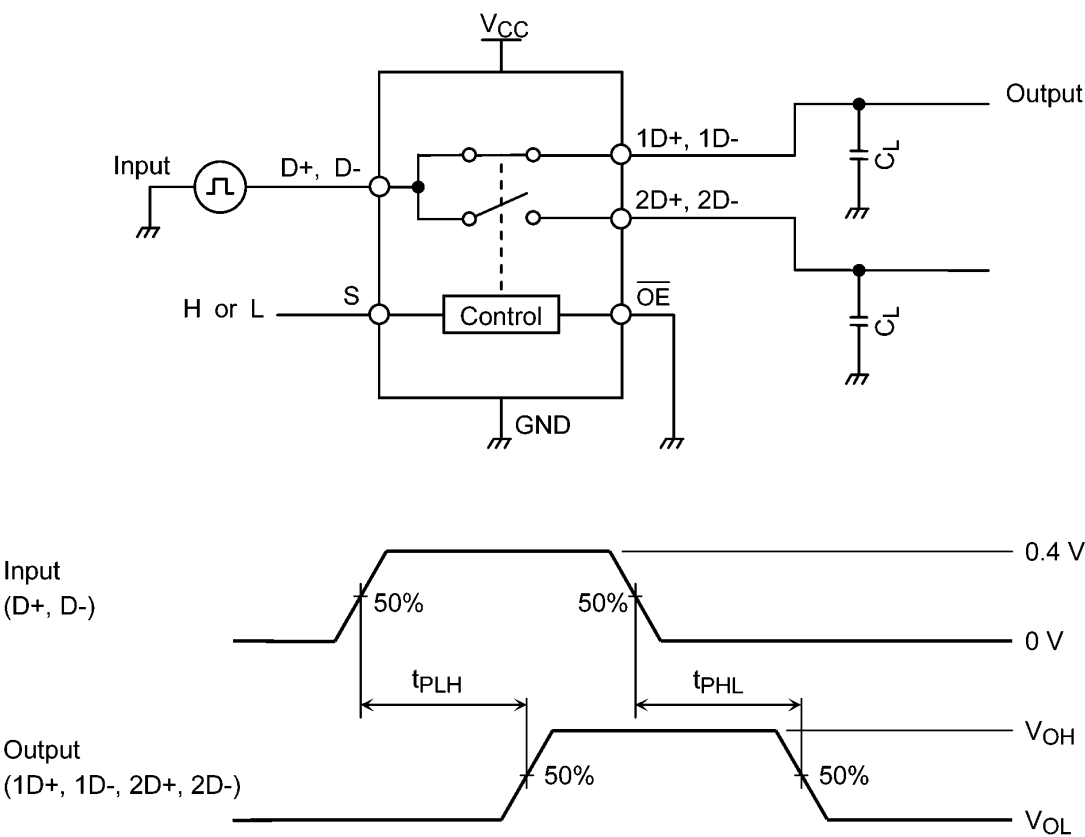 VCC
Output
1D+, 1D-
Input
D+, D-
CL
2D+, 2D-
S
OE
H or L
Control
CL
GND
0.4 V
Input
(D+, D-)
50%
50%
0 V
tPLH
tPHL
VOH
Output
(1D+, 1D-, 2D+, 2D-)
50%
50%
VOL